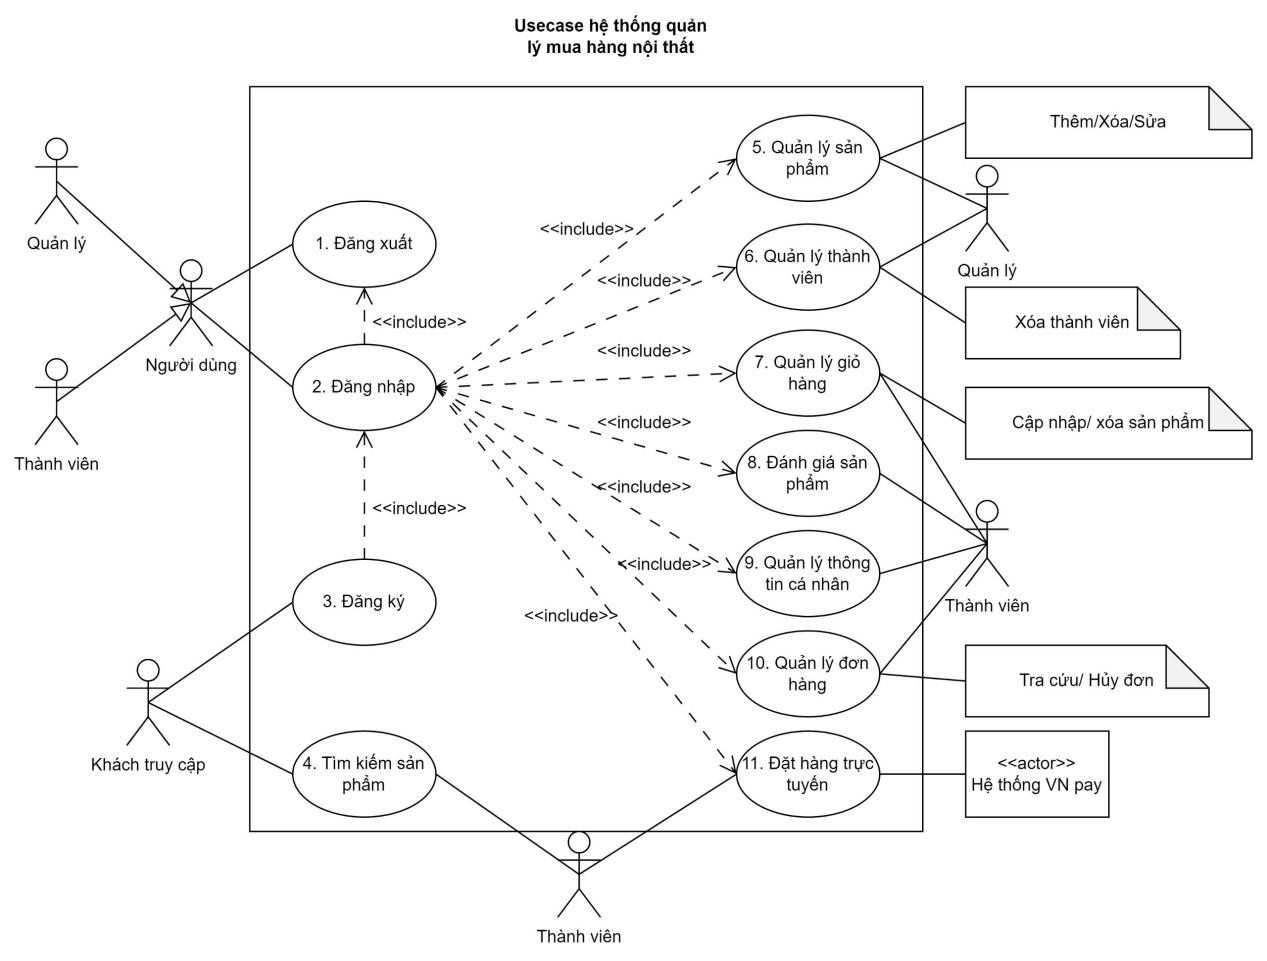 Usecase hệ thống quản
lý mua hàng nội thất
Quản lý
Thành viên
Người dùng
Khách truy cập
1. Đăng xuất
<<include>>
2. Đăng nhập
<<include>>
3. Đăng ký
4. Tìm kiếm sản
phẩm
<<include>>
<<include>>
<<include>>
<<include>>
<<include>>
<<include>>
<<include>>
5. Quản lý sản
phẩm
6. Quản lý thành
viên
7. Quản lý giỏ
hàng
8. Đánh giá sản
phẩm
9. Quản lý thông
tin cá nhân
10. Quản lý đơn
hàng
11. Đặt hàng trực
tuyến
Thêm/Xóa/Sửa
Quản lý
Xóa thành viên
Cập nhập/ xóa sản phẩm
Thành viên
Tra cứu/ Hủy đơn
<<actor>>
Hệ thống VN pay
Thành viên